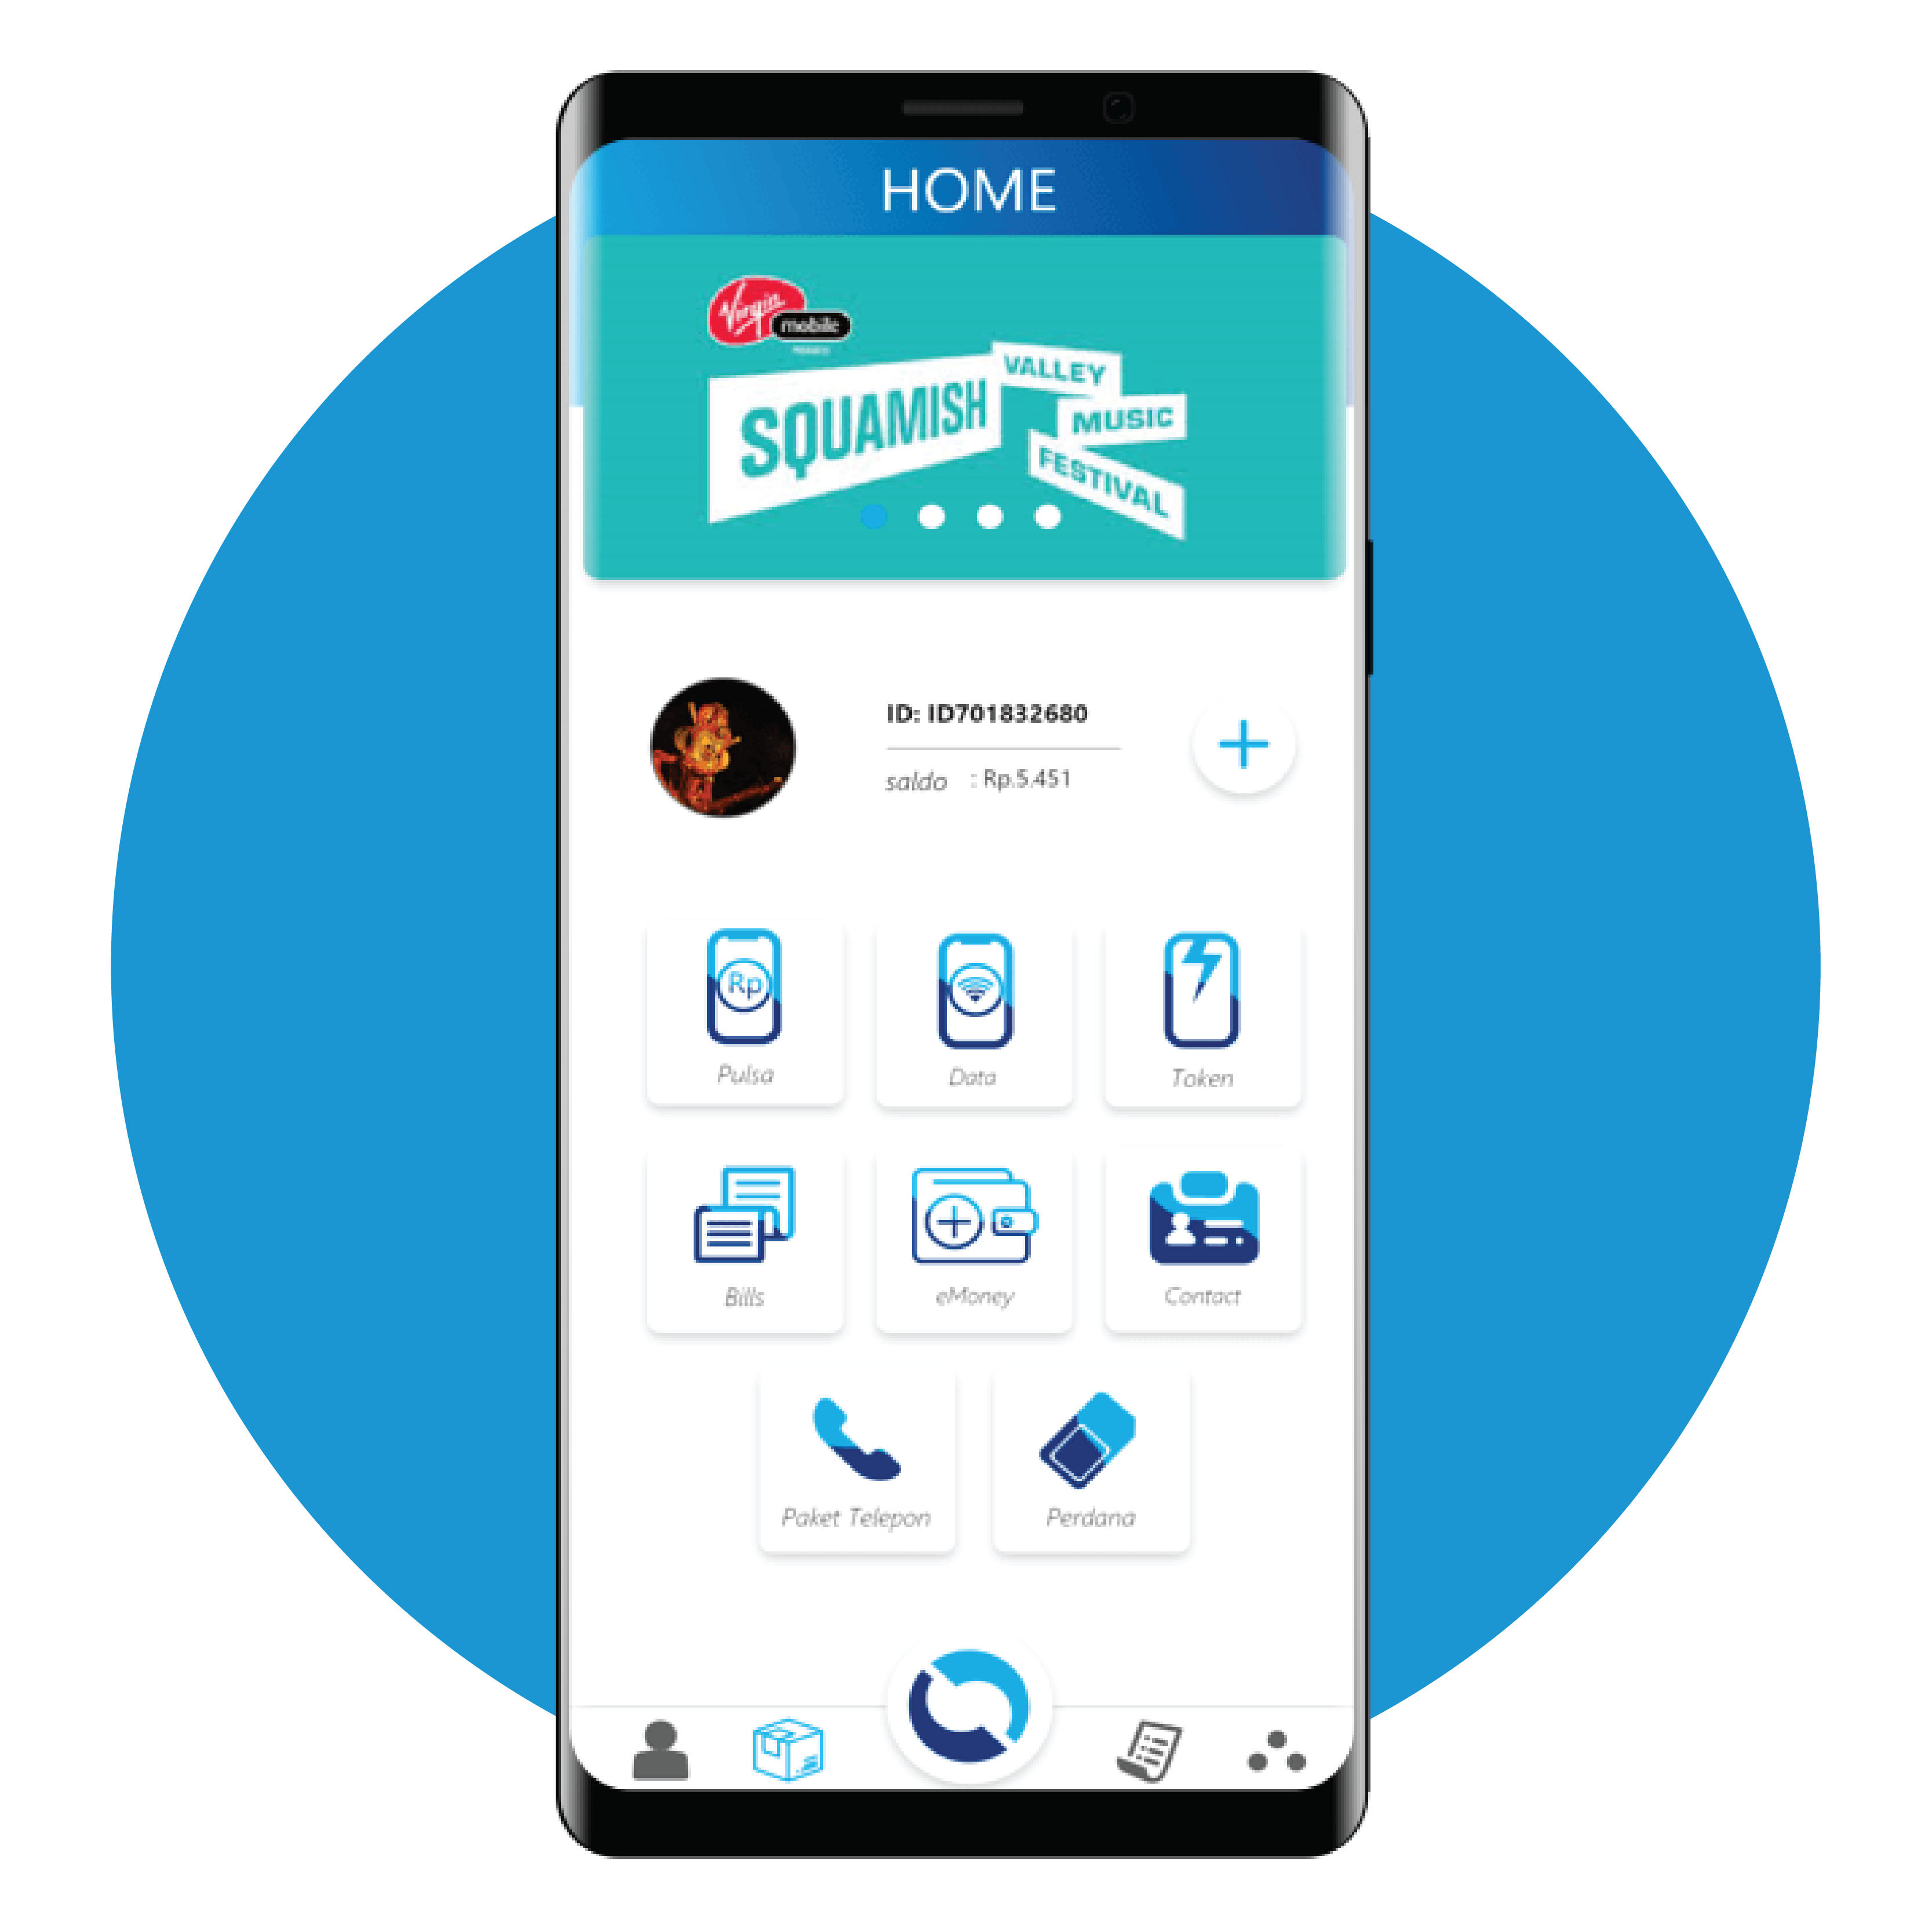 HOME
Virgin
mobile
SQUAMISH
VALLEY
MUSIC
FESTIVAL
ID: ID701832680
saldo : Rp.5.451
Rp
Pulsa
Data
Token
Bills
eMoney
Contact
Paket Telepon
Perdana